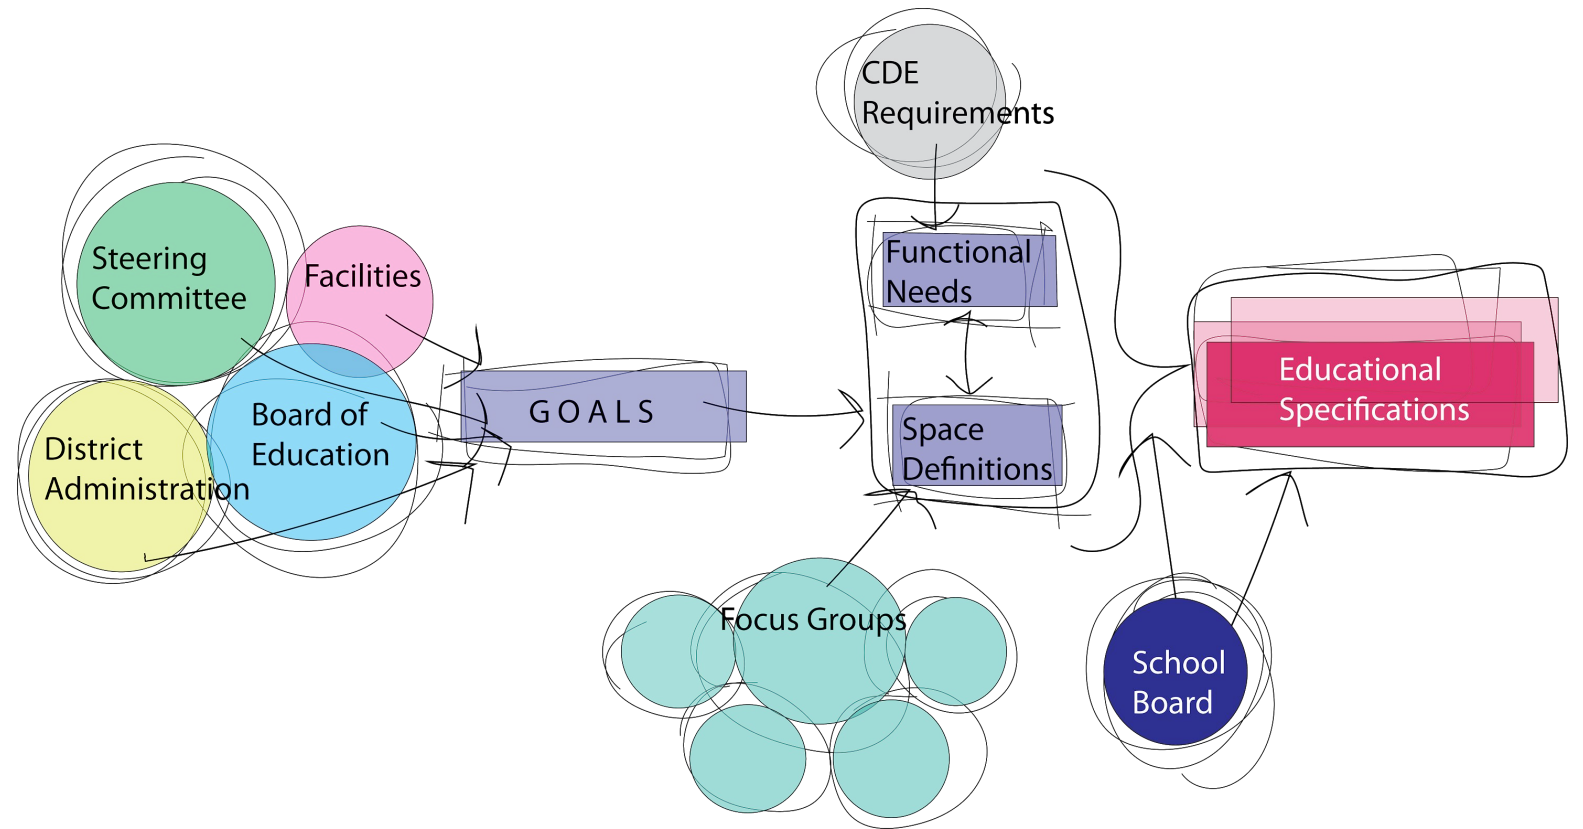 CDE
Requirements
Steering
Committee
Facilities
District
Administration
Board of
Education
GOALS
Functional
Needs
Space
Definitions
Educational
Specifications
Focus Groups
School
Board